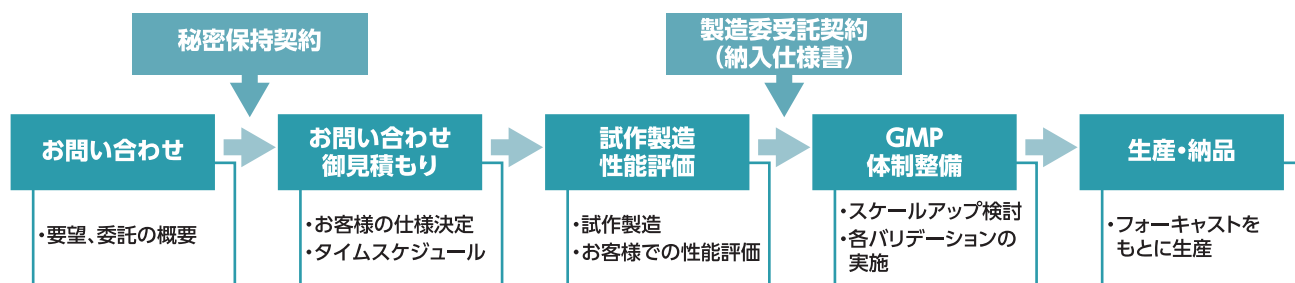 秘密保持契約
製造委受託契約
（納入仕様書）
お問い合わせ
お問い合わせ
御見積もり
試作製造
性能評価
GMP
体制整備
生産・納品
・要望、委託の概要
・お客様の仕様決定
・タイムスケジュール
・試作製造
・お客様での性能評価
・スケールアップ検討
・各バリデーションの
実施
・フォーキャストを
もとに生産